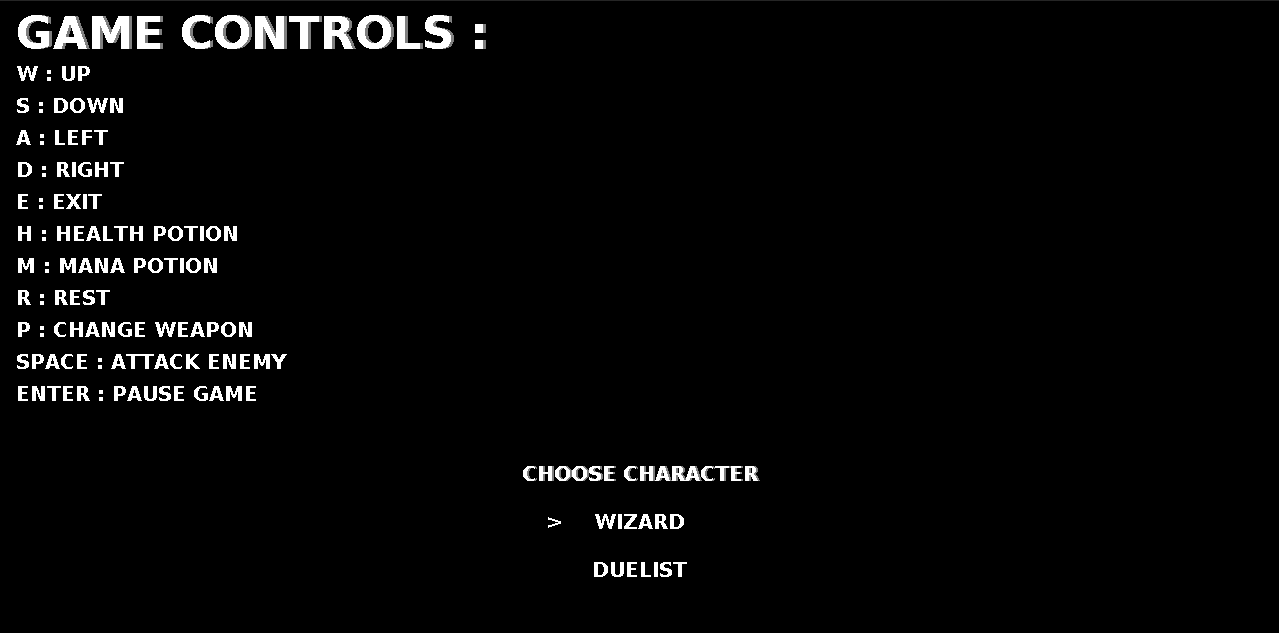 GAME CONTROLS :
W : UP
S : DOWN
A : LEFT
D : RIGHT
E : EXIT
H : HEALTH POTION
M : MANA POTION
R : REST
P : CHANGE WEAPON
SPACE : ATTACK ENEMY
ENTER : PAUSE GAME
CHOOSE CHARACTER
> WIZARD
DUELIST